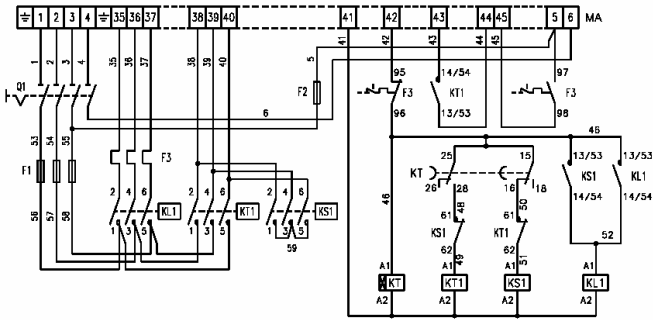 1 2 3 4 35 36 37 38 39 40 41 42 43 44 45 5 6 MA
1 2 3 4 35 36 37 38 39 40 41 42 43 44 45
5 F2
Q1
6
95 F3 96
14/54 KT1 13/53
97 F3 98
53 54 55
F1
F3
56 57 58
2 4 6 KL1 1 3 5
2 4 6 KT1 1 3 5
2 4 6 KS1 1 3 5
59
46
46
KT 25 26 28
15 16 18
48 50
61 KS1 62
61 KT1 62
49 51
13/53 KS1 14/54
13/53 KL1 14/54
52
A1 KT A2
A1 KT1 A2
A1 KS1 A2
A1 KL1 A2